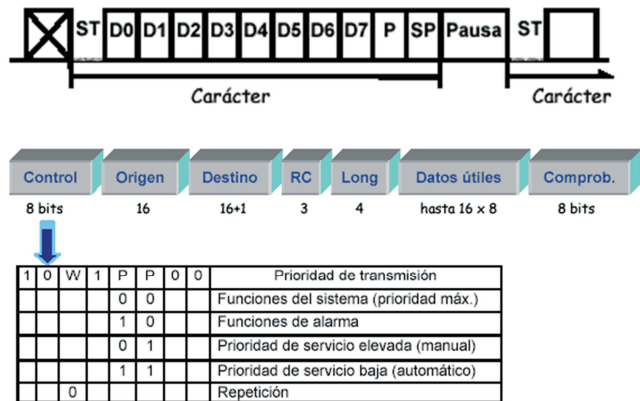 ST D0 D1 D2 D3 D4 D5 D6 D7 P SP Pausa ST
Carácter Carácter
Control Origen Destino RC Long Datos útiles Comprob.
8 bits 16 16+1 3 4 hasta 16 x 8 8 bits
1 0 W 1 P P 0 0 Prioridad de transmisión
0 0 Funciones del sistema (prioridad máx.)
1 0 Funciones de alarma
0 1 Prioridad de servicio elevada (manual)
1 1 Prioridad de servicio baja (automático)
0 Repetición